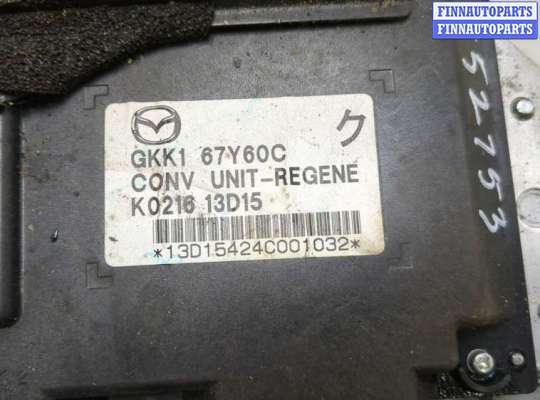 FINNAUTOPARTS
FINNAUTOPARTS
52753
ク
GKK1 67Y60C
CONV UNIT-REGENE
K0216 13D15
*13D15424C001032*